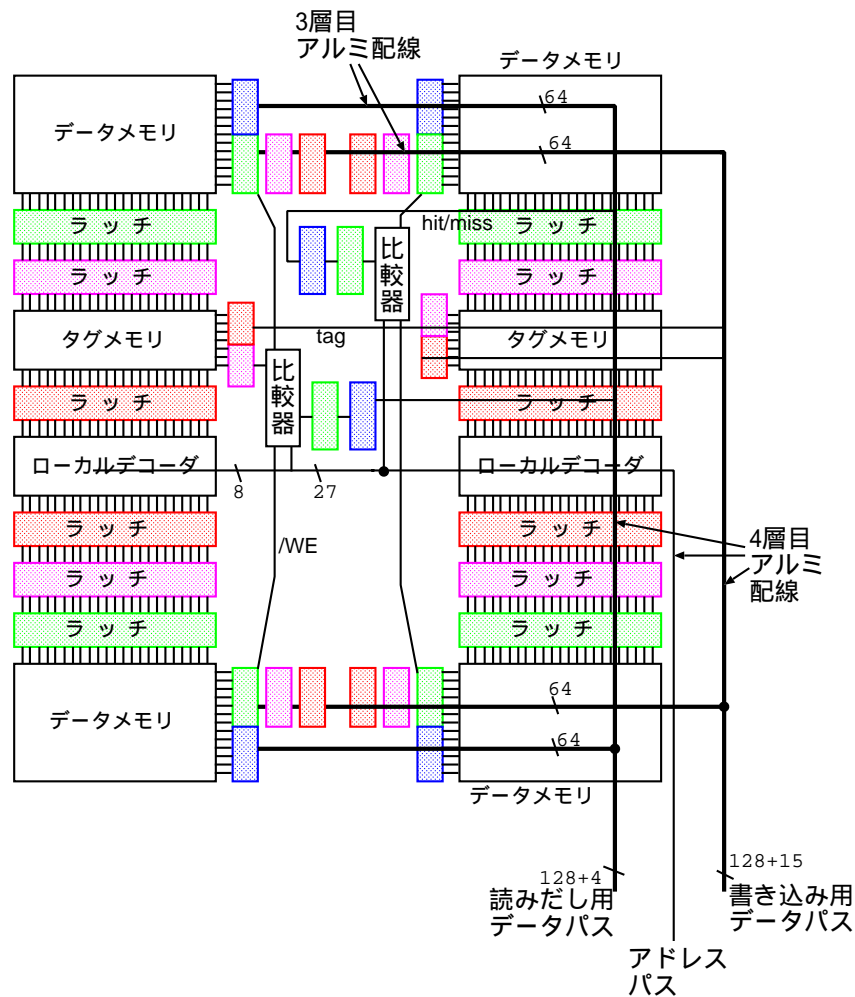 3層目
アルミ配線
データメモリ
データメモリ
64
64
ラッチ
ラッチ
hit/miss
比較器
ラッチ
ラッチ
タグメモリ
tag
タグメモリ
比較器
ラッチ
ラッチ
ローカルデコーダ
8
27
ローカルデコーダ
ラッチ
ラッチ
/WE
4層目
アルミ
配線
ラッチ
ラッチ
ラッチ
ラッチ
データメモリ
64
64
データメモリ
128+4
128+15
読みだし用
データパス
書き込み用
データパス
アドレス
パス